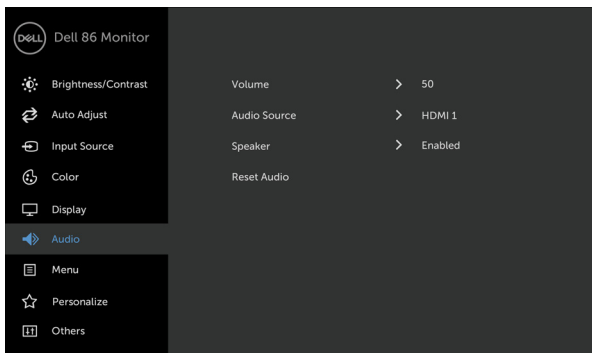 DELL Dell 86 Monitor
Brightness/Contrast
Auto Adjust
Input Source
Color
Display
Audio
Menu
Personalize
Others
Volume 50
Audio Source HDMI 1
Speaker Enabled
Reset Audio